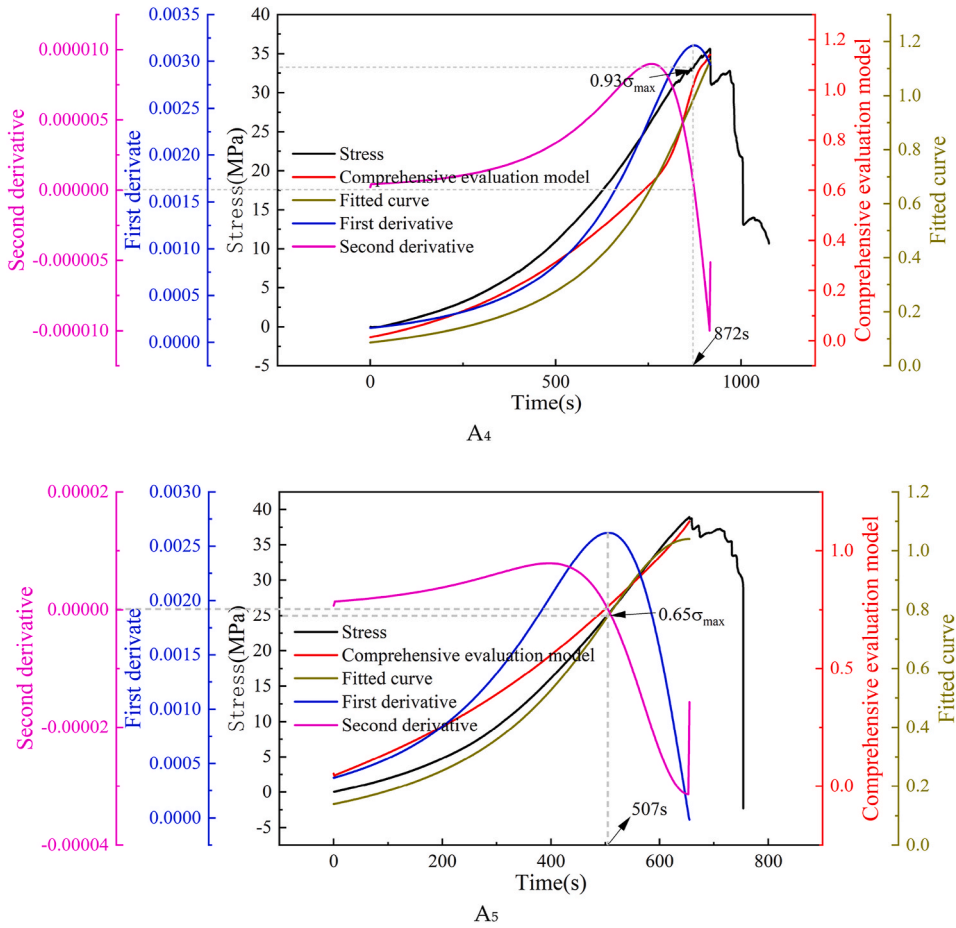 Second derivative
0.000010
0.000005
0.000000
-0.000005
-0.000010
First derivate
0.0035
0.0030
0.0025
0.0020
0.0015
0.0010
0.0005
0.0000
Stress(MPa)
40
35
30
25
20
15
10
5
0
-5
Stress
Comprehensive evaluation model
Fitted curve
First derivative
Second derivative
0.93σmax
872s
0
500
1000
Time(s)
Comprehensive evaluation model
1.2
1.0
0.8
0.6
0.4
0.2
0.0
Fitted curve
1.2
1.0
0.8
0.6
0.4
0.2
0.0
A4
Second derivative
0.00002
0.00000
-0.00002
-0.00004
First derivate
0.0030
0.0025
0.0020
0.0015
0.0010
0.0005
0.0000
Stress(MPa)
40
35
30
25
20
15
10
5
0
-5
Stress
Comprehensive evaluation model
Fitted curve
First derivative
Second derivative
0.65σmax
507s
0
200
400
600
800
Time(s)
Comprehensive evaluation model
1.0
0.5
0.0
Fitted curve
1.2
1.0
0.8
0.6
0.4
0.2
0.0
A5